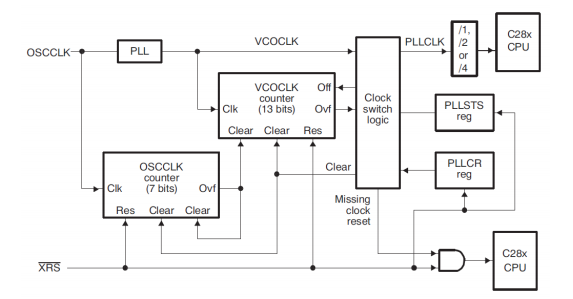 OSCCLK
PLL
VCOCLK
PLLCLK
/1,
/2
or
/4
C28x
CPU
VCOCLK
counter
(13 bits)
Off
Clk
Ovf
Clear
Clear
Res
Clock
switch
logic
PLLSTS
reg
OSCCLK
counter
(7 bits)
Clk
Ovf
Res
Clear
Clear
Clear
PLLCR
reg
Missing
clock
reset
XRS
C28x
CPU